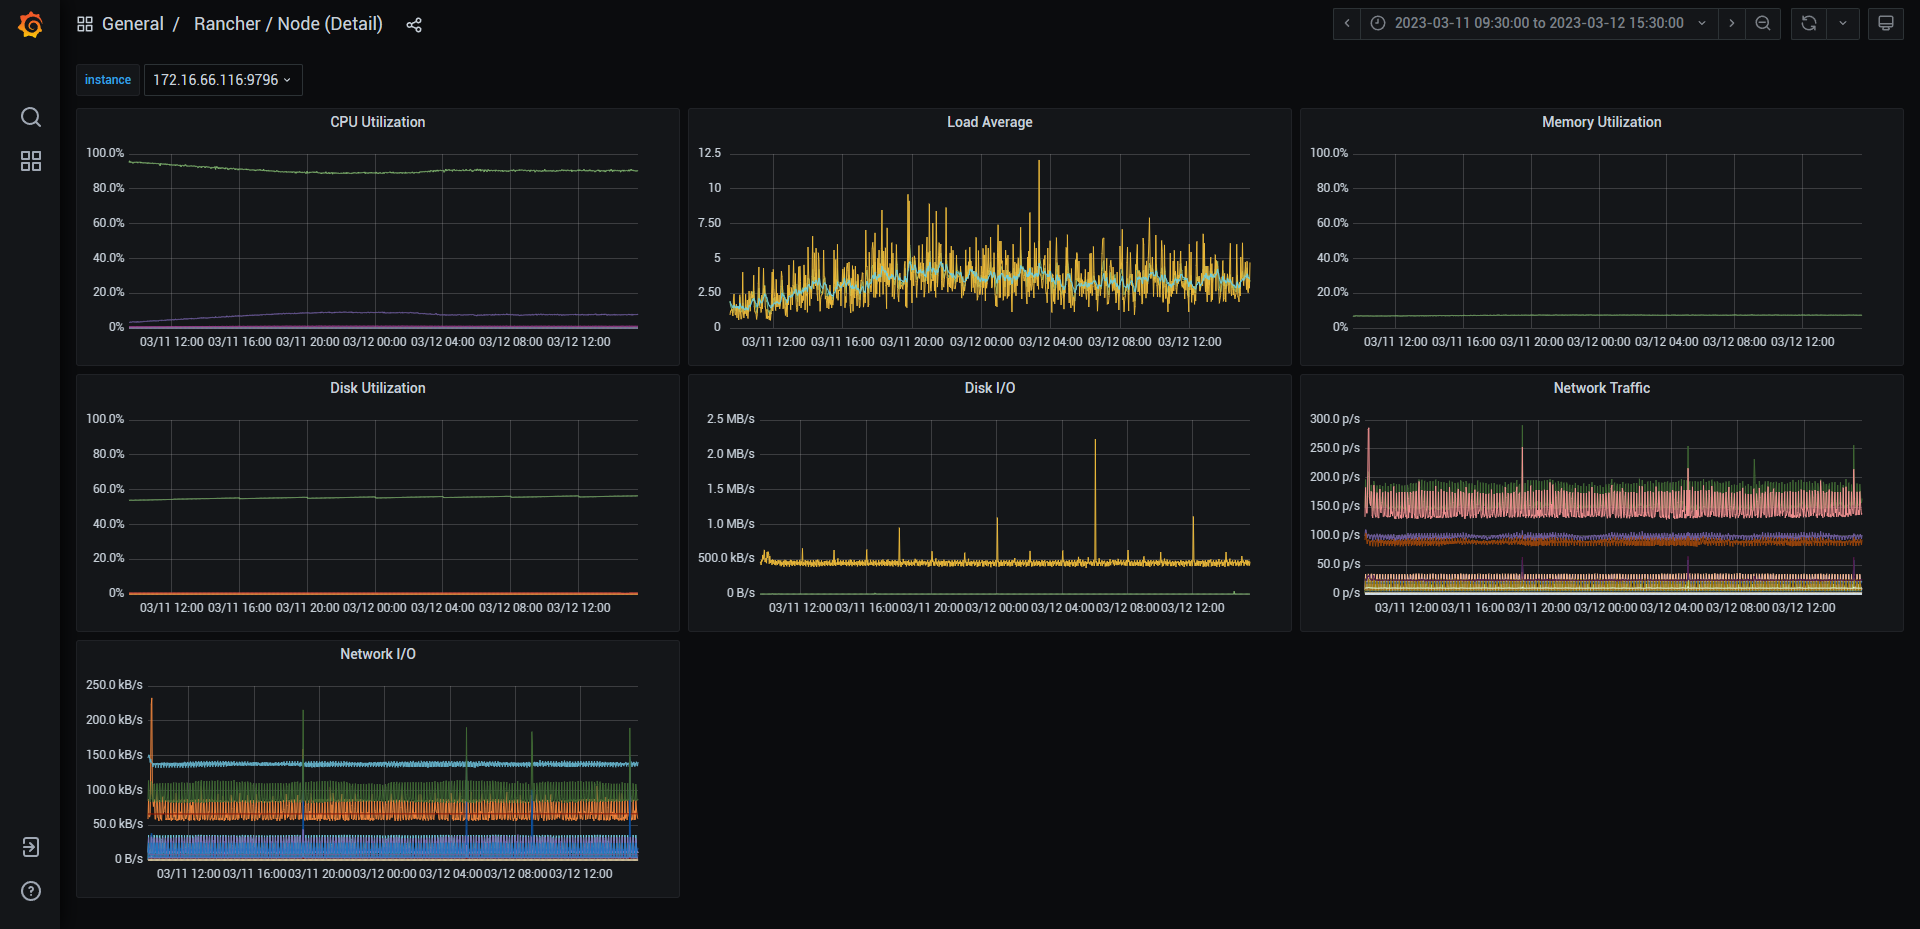 General / Rancher / Node (Detail)
2023-03-11 09:30:00 to 2023-03-12 15:30:00
instance 172.16.66.116:9796
CPU Utilization
100.0%
80.0%
60.0%
40.0%
20.0%
0%
03/11 12:00 03/11 16:00 03/11 20:00 03/12 00:00 03/12 04:00 03/12 08:00 03/12 12:00
Load Average
12.5
10
7.50
5
2.50
0
03/11 12:00 03/11 16:00 03/11 20:00 03/12 00:00 03/12 04:00 03/12 08:00 03/12 12:00
Memory Utilization
100.0%
80.0%
60.0%
40.0%
20.0%
0%
03/11 12:00 03/11 16:00 03/11 20:00 03/12 00:00 03/12 04:00 03/12 08:00 03/12 12:00
Disk Utilization
100.0%
80.0%
60.0%
40.0%
20.0%
0%
03/11 12:00 03/11 16:00 03/11 20:00 03/12 00:00 03/12 04:00 03/12 08:00 03/12 12:00
Disk I/O
2.5 MB/s
2.0 MB/s
1.5 MB/s
1.0 MB/s
500.0 kB/s
0 B/s
03/11 12:00 03/11 16:00 03/11 20:00 03/12 00:00 03/12 04:00 03/12 08:00 03/12 12:00
Network Traffic
300.0 p/s
250.0 p/s
200.0 p/s
150.0 p/s
100.0 p/s
50.0 p/s
0 p/s
03/11 12:00 03/11 16:00 03/11 20:00 03/12 00:00 03/12 04:00 03/12 08:00 03/12 12:00
Network I/O
250.0 kB/s
200.0 kB/s
150.0 kB/s
100.0 kB/s
50.0 kB/s
0 B/s
03/11 12:00 03/11 16:00 03/11 20:00 03/12 00:00 03/12 04:00 03/12 08:00 03/12 12:00